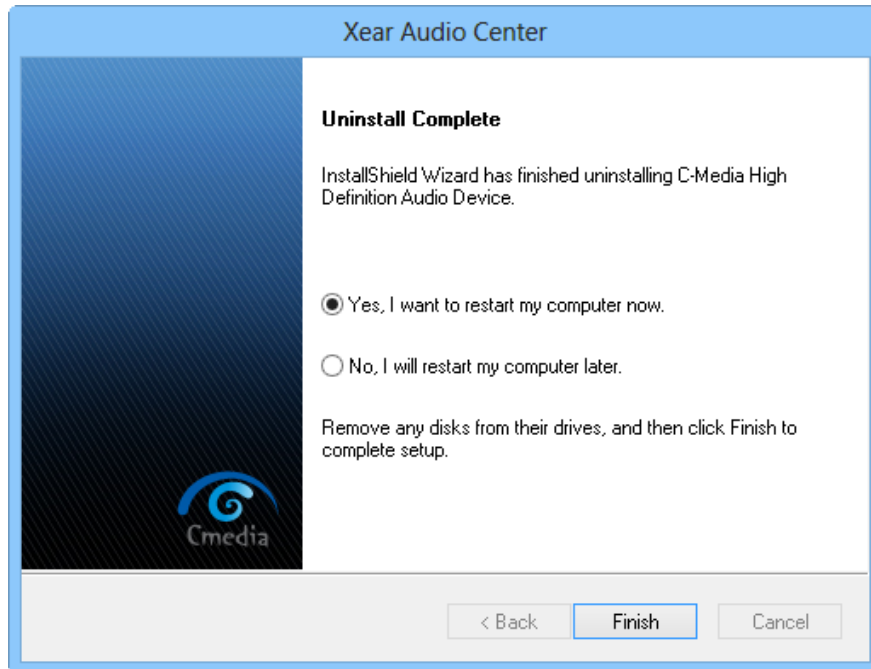 Xear Audio Center
Uninstall Complete
InstallShield Wizard has finished uninstalling C-Media High
Definition Audio Device.
Yes, I want to restart my computer now.
No, I will restart my computer later.
Remove any disks from their drives, and then click Finish to
complete setup.
Cmedia
< Back
Finish
Cancel